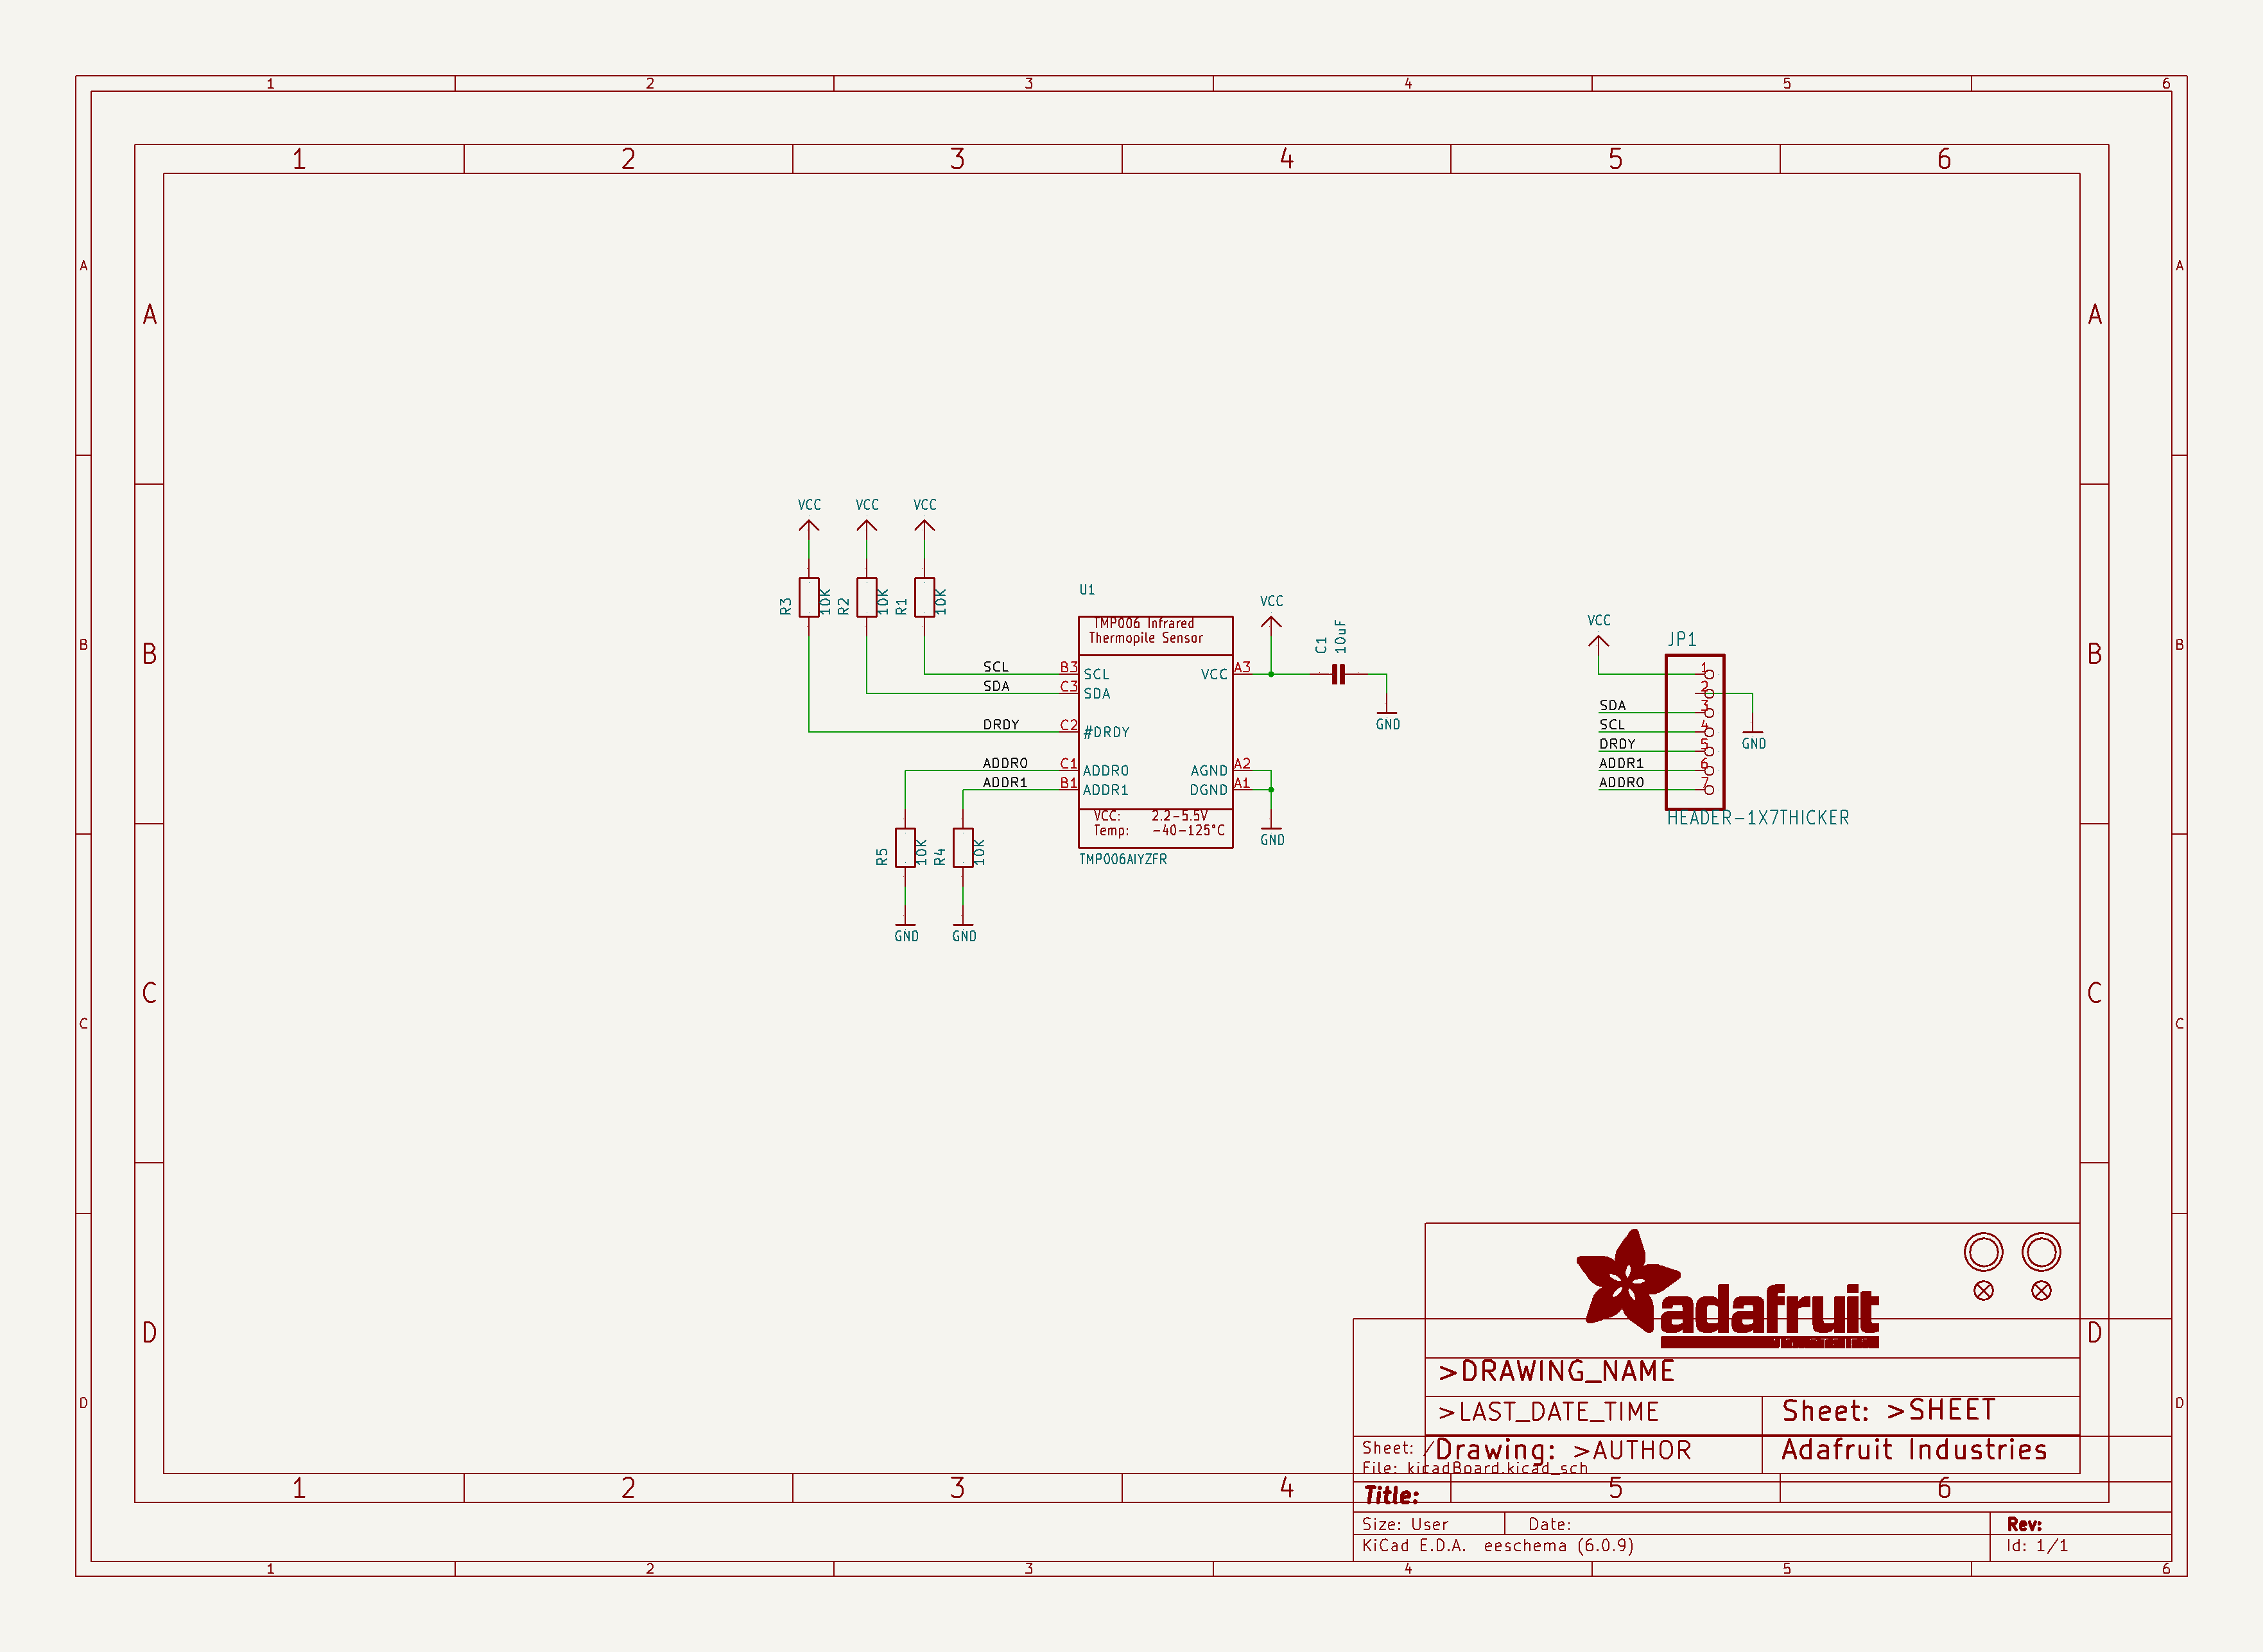 1 2 3 4 5 6
1 2 3 4 5 6
A A
A A
VCC VCC VCC
R3 10K R2 10K R1 10K
U1
TMP006 Infrared
Thermopile Sensor
SCL B3 SCL
SDA C3 SDA
DRDY C2 #DRDY
ADDR0 C1 ADDR0
ADDR1 B1 ADDR1
VCC A3
AGND A2
DGND A1
VCC: 2.2-5.5V
Temp: -40-125°C
TMP006AIYZFR
VCC
C1 10uF
GND
GND
R5 10K R4 10K
GND GND
VCC
JP1
1
2
SDA 3
SCL 4
DRDY 5
ADDR1 6
ADDR0 7
GND
HEADER-1X7THICKER
B B
B B
C C
C C
D D
D D
adafruit
>DRAWING_NAME
>LAST_DATE_TIME
Sheet: >SHEET
Drawing: >AUTHOR
Adafruit Industries
Sheet: /
File: kicadBoard.kicad_sch
Title:
Size: User Date: Rev:
KiCad E.D.A. eeschema (6.0.9) Id: 1/1
1 2 3 4 5 6
1 2 3 4 5 6